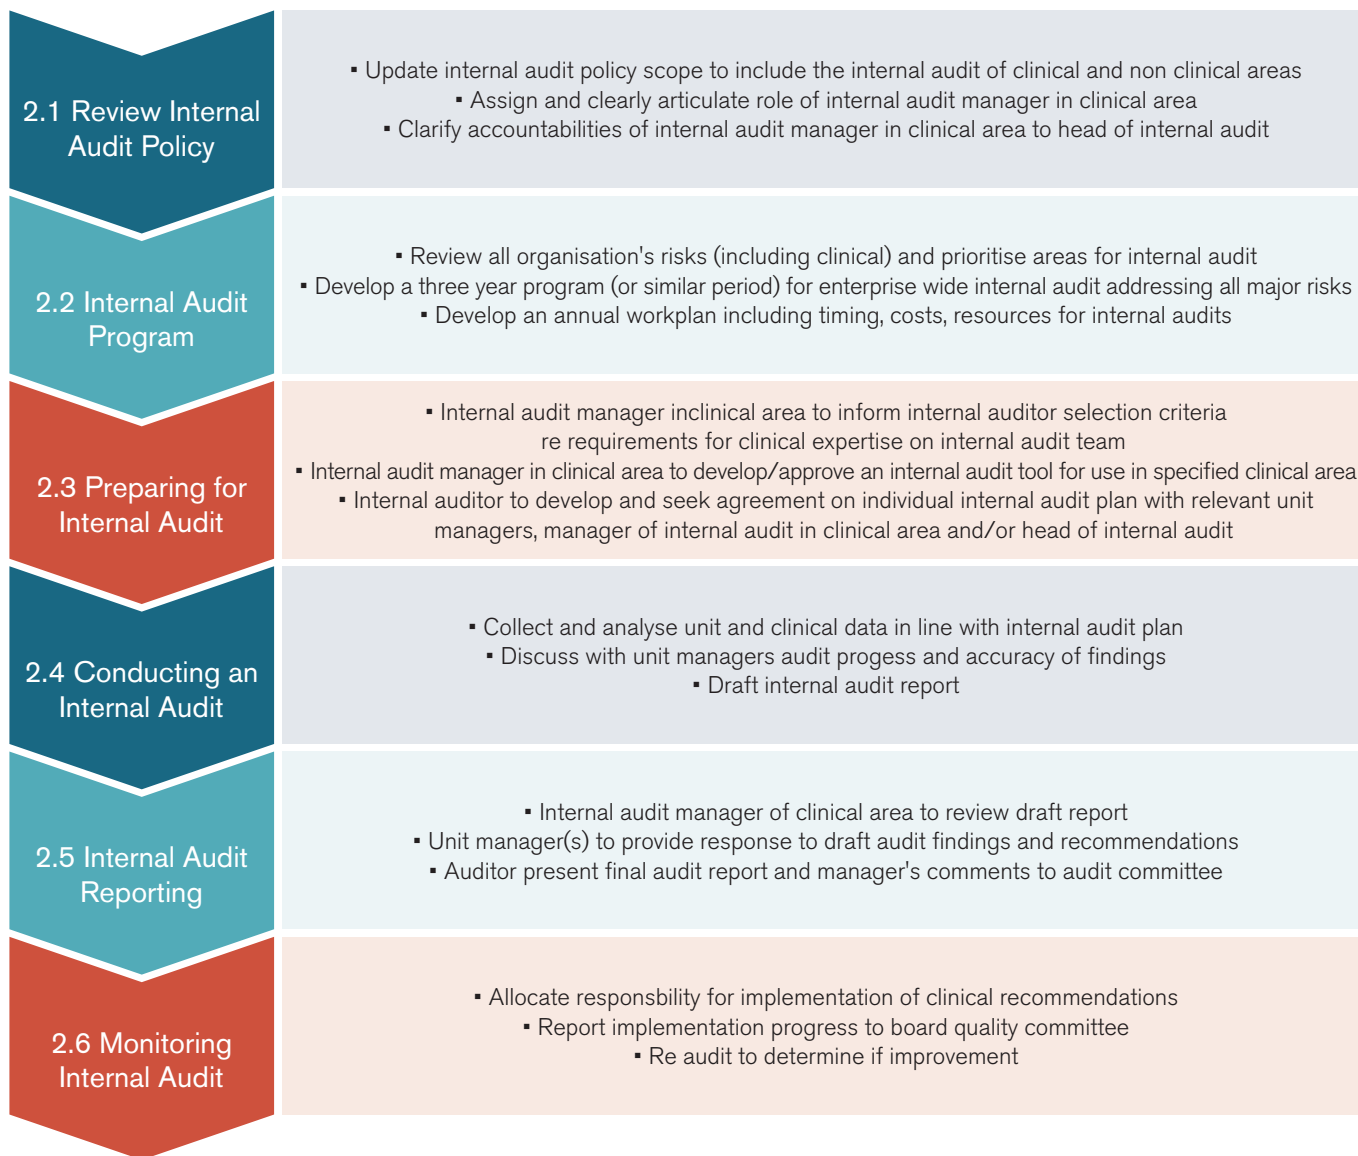 2.1 Review Internal
Audit Policy
▪ Update internal audit policy scope to include the internal audit of clinical and non clinical areas
▪ Assign and clearly articulate role of internal audit manager in clinical area
▪ Clarify accountabilities of internal audit manager in clinical area to head of internal audit
2.2 Internal Audit
Program
▪ Review all organisation's risks (including clinical) and prioritise areas for internal audit
▪ Develop a three year program (or similar period) for enterprise wide internal audit addressing all major risks
▪ Develop an annual workplan including timing, costs, resources for internal audits
2.3 Preparing for
Internal Audit
▪ Internal audit manager inclinical area to inform internal auditor selection criteria
re requirements for clinical expertise on internal audit team
▪ Internal audit manager in clinical area to develop/approve an internal audit tool for use in specified clinical area
▪ Internal auditor to develop and seek agreement on individual internal audit plan with relevant unit
managers, manager of internal audit in clinical area and/or head of internal audit
2.4 Conducting an
Internal Audit
▪ Collect and analyse unit and clinical data in line with internal audit plan
▪ Discuss with unit managers audit progess and accuracy of findings
▪ Draft internal audit report
2.5 Internal Audit
Reporting
▪ Internal audit manager of clinical area to review draft report
▪ Unit manager(s) to provide response to draft audit findings and recommendations
▪ Auditor present final audit report and manager's comments to audit committee
2.6 Monitoring
Internal Audit
▪ Allocate responsbility for implementation of clinical recommendations
▪ Report implementation progress to board quality committee
▪ Re audit to determine if improvement